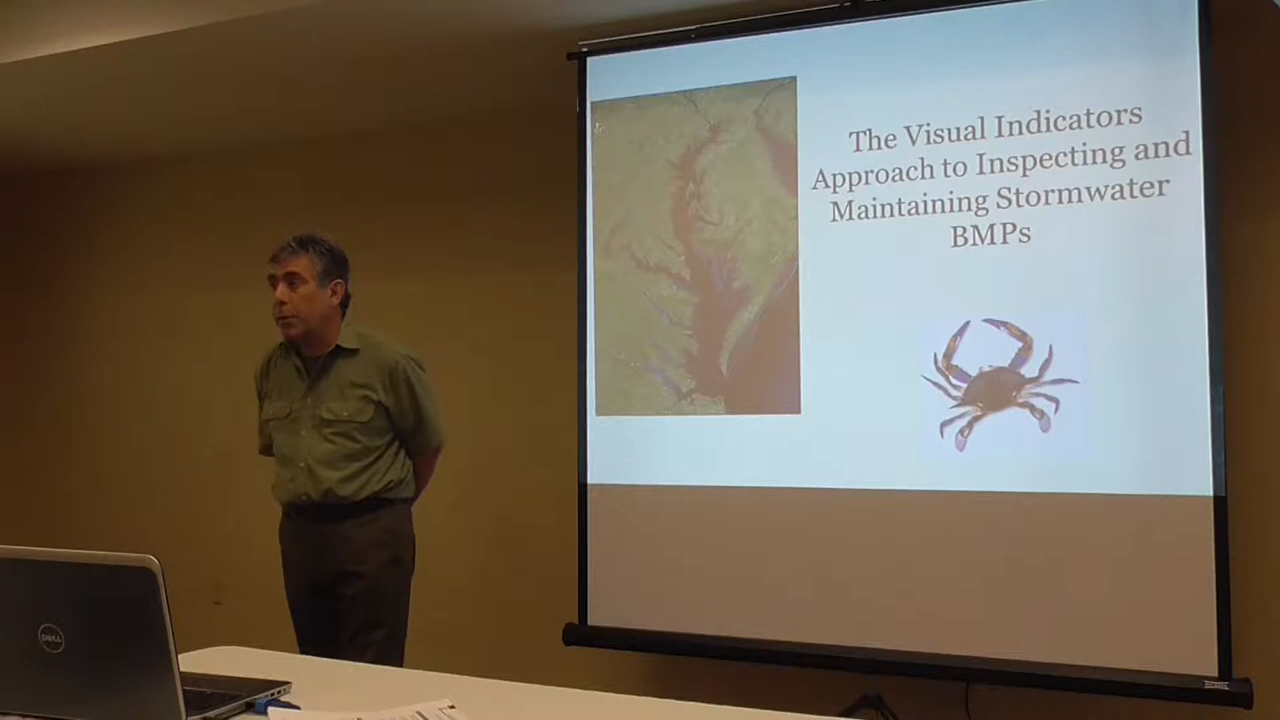 The Visual Indicators
Approach to Inspecting and
Maintaining Stormwater
BMPs
DELL